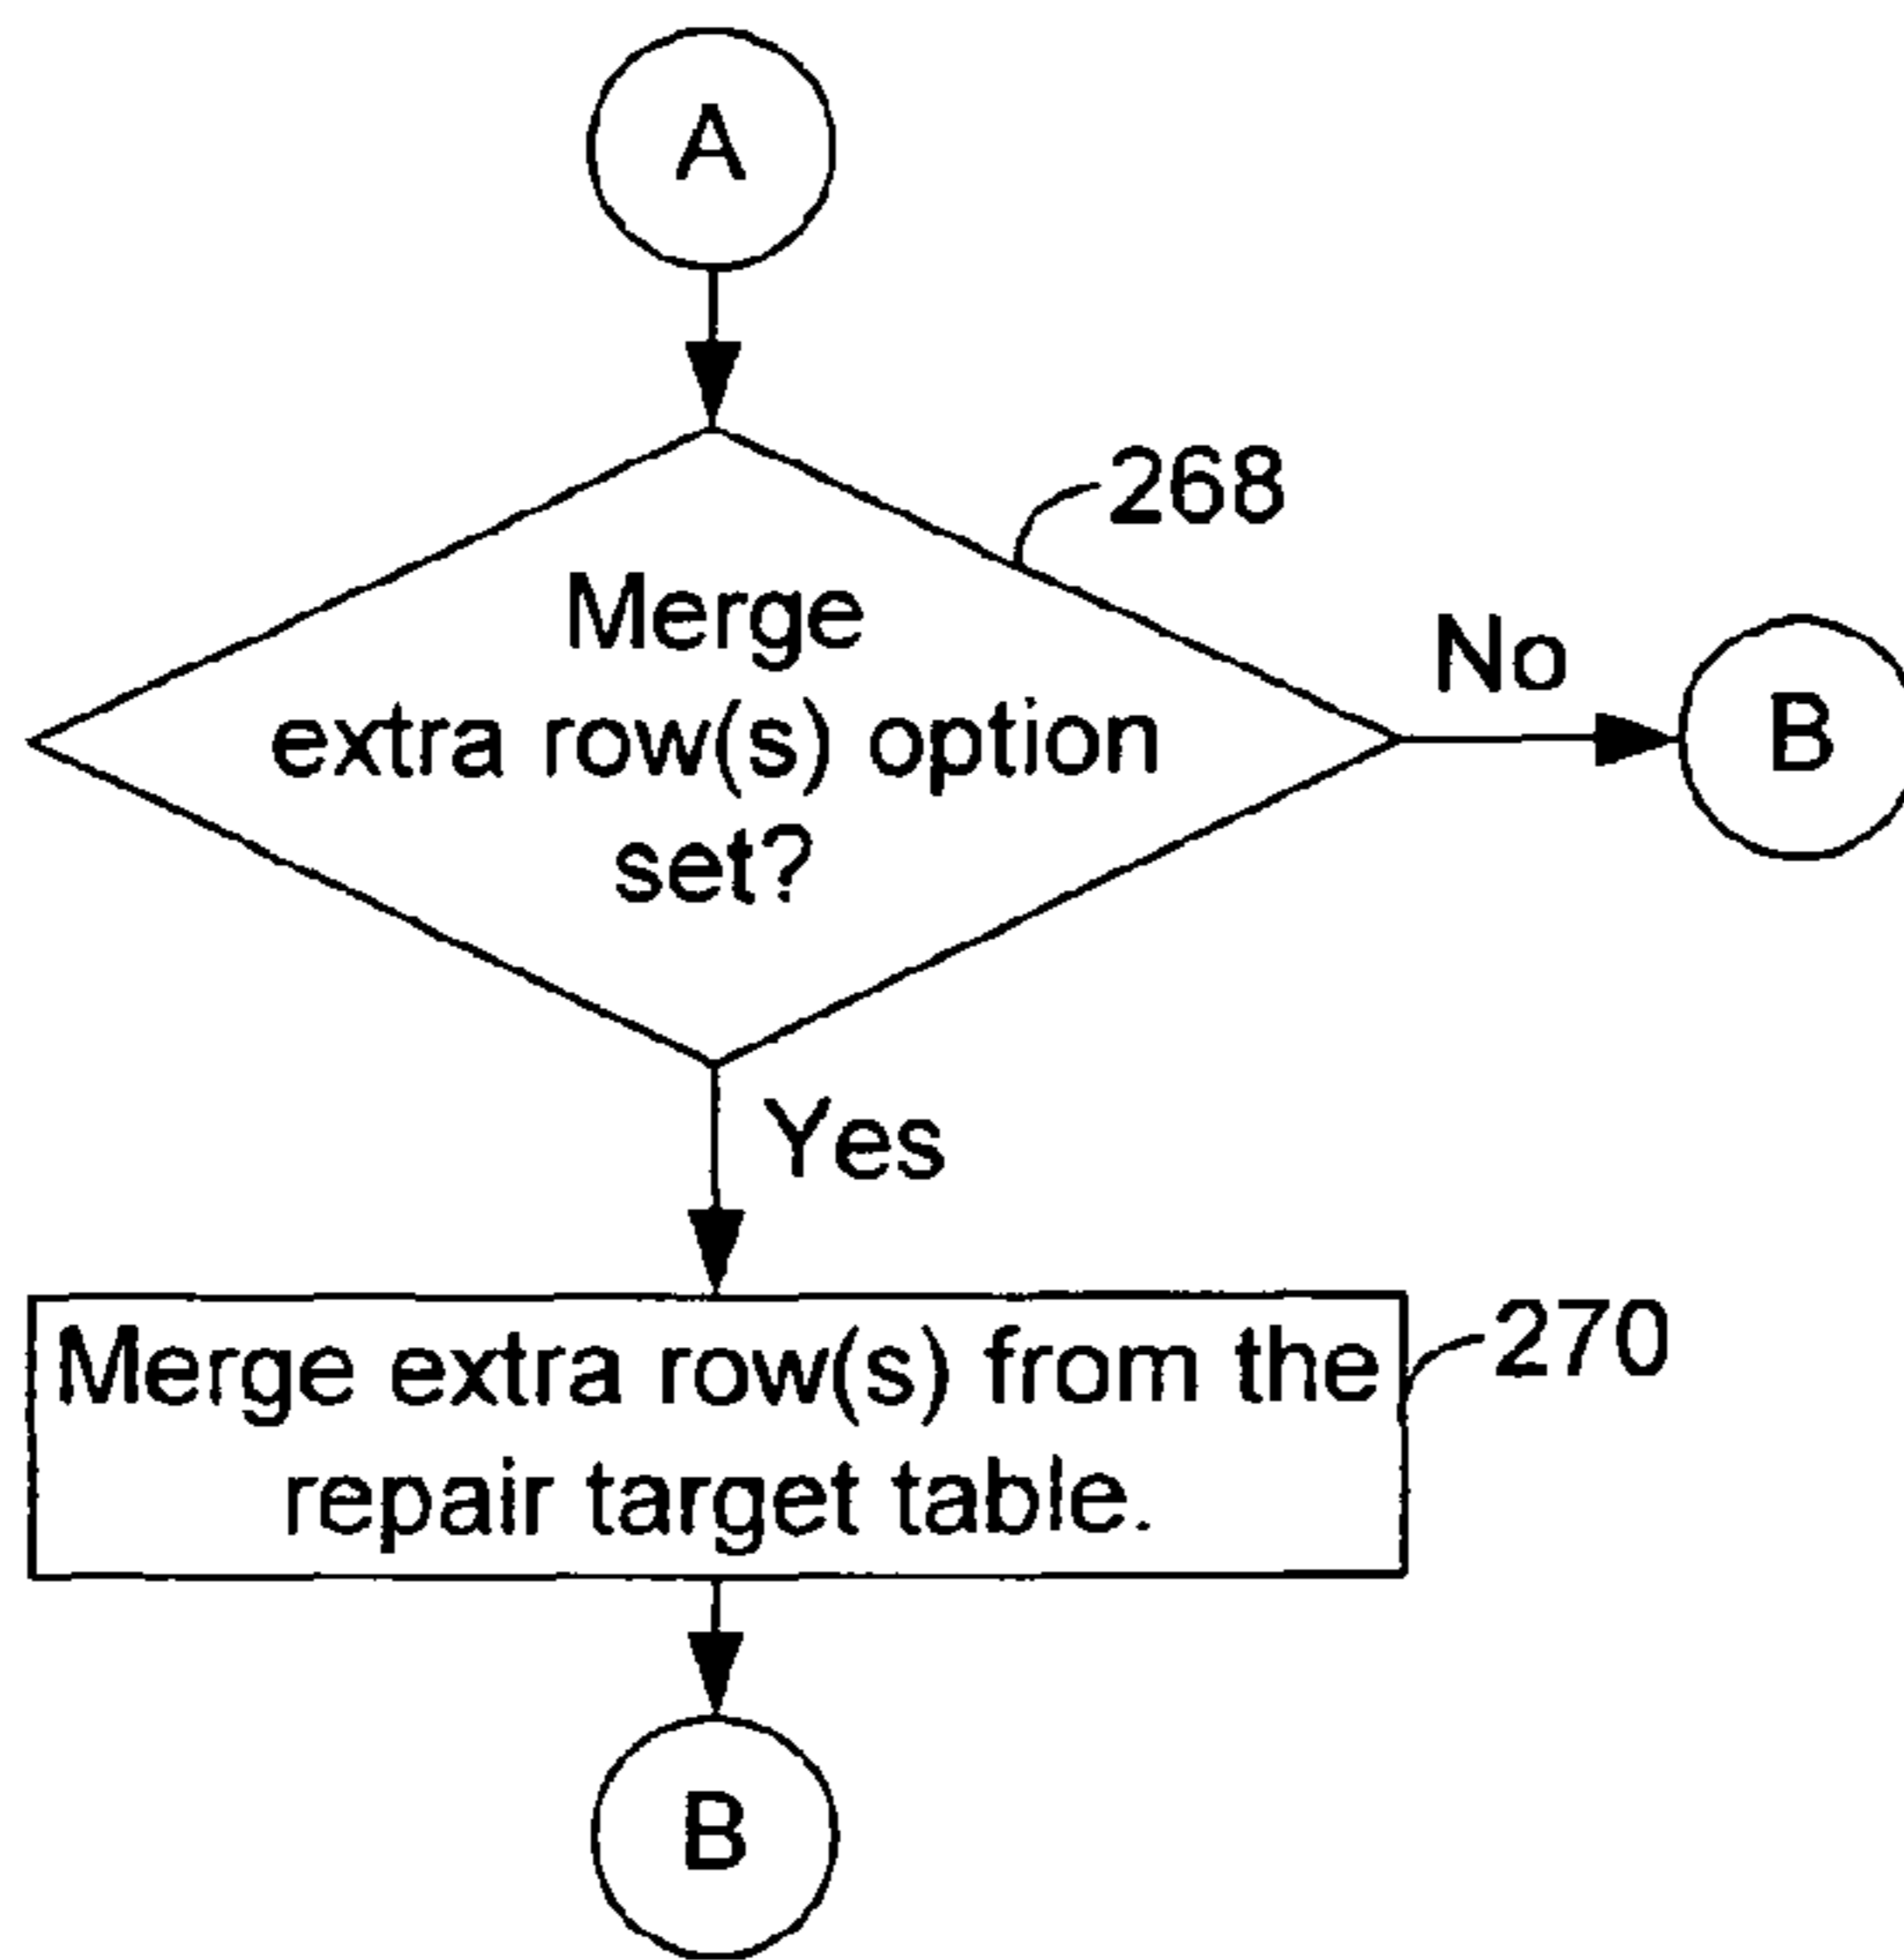 A
268
Merge
extra row(s) option
set?
No
B
Yes
Merge extra row(s) from the
repair target table.
270
B